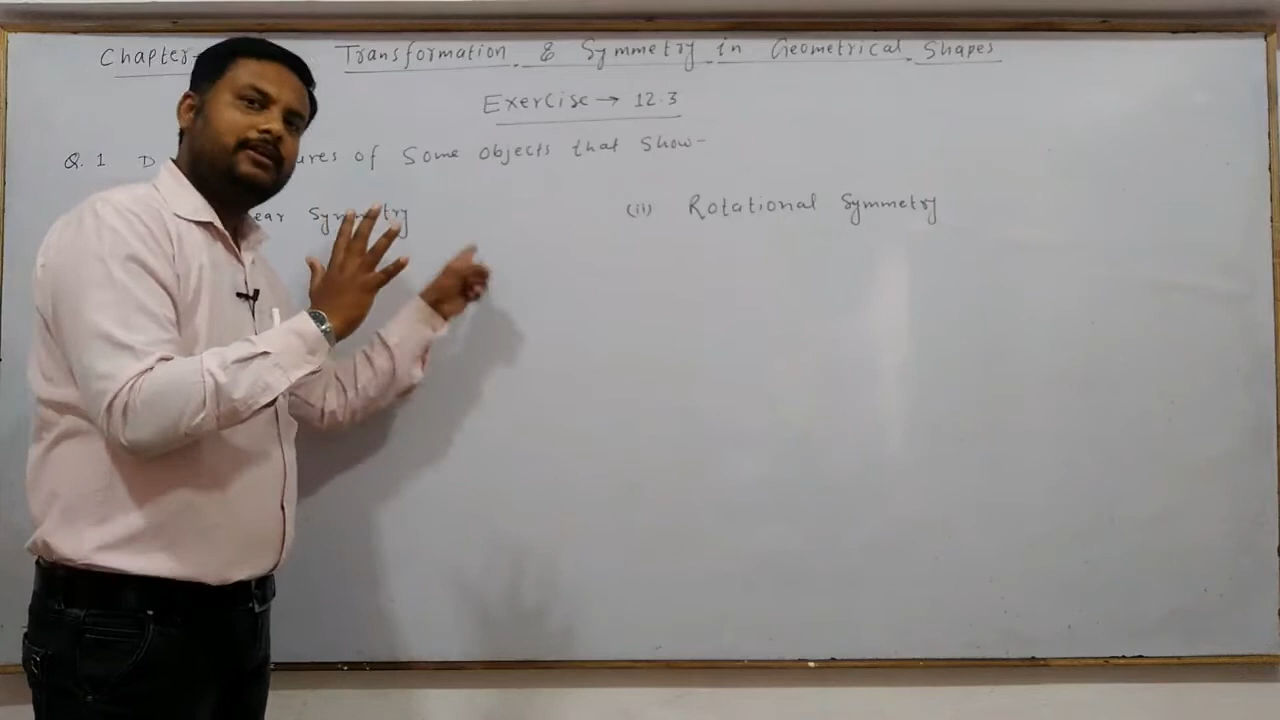 Chapter- Transformation & Symmetry in Geometrical Shapes
Exercise → 12.3
Q. 1 D ures of Some objects that Show-
ear Symmetry (ii) Rotational Symmetry